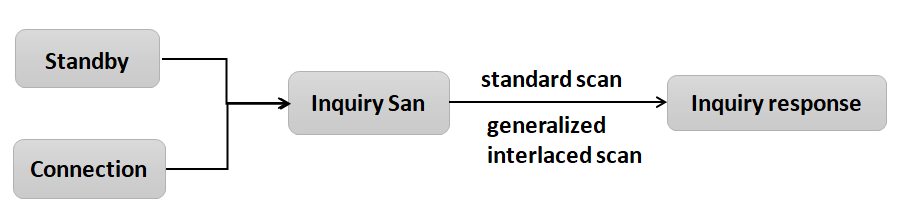 Standby
Connection
Inquiry San
standard scan
generalized
interlaced scan
Inquiry response